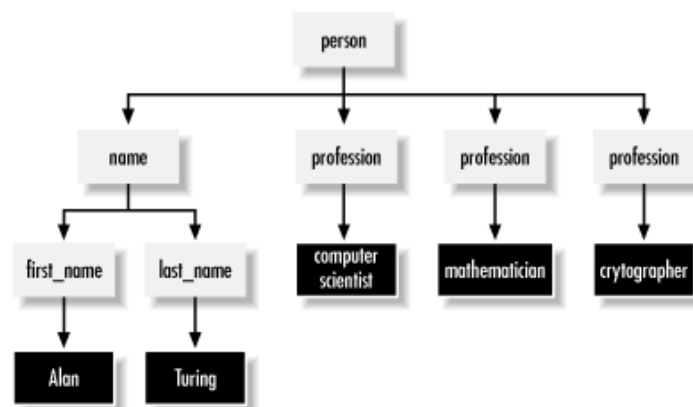 person
name
profession
profession
profession
first_name
last_name
computer
scientist
mathematician
crytographer
Alan
Turing